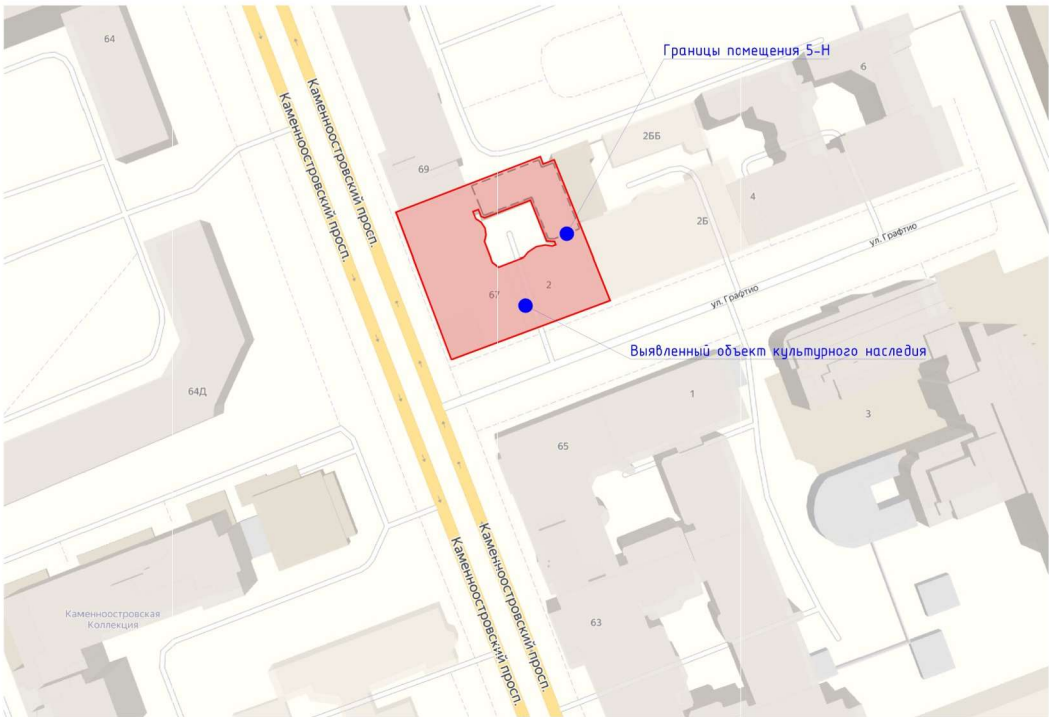 64
Каменноостровский просп.
Каменноостровский просп.
Границы помещения 5-Н
6
2ББ
69
4
2Б
ул. Графтио
2
67
ул. Графтио
Выявленный объект культурного наследия
64Д
1
3
65
Каменноостровский просп.
Каменноостровский просп.
Каменноостровская
Коллекция
63